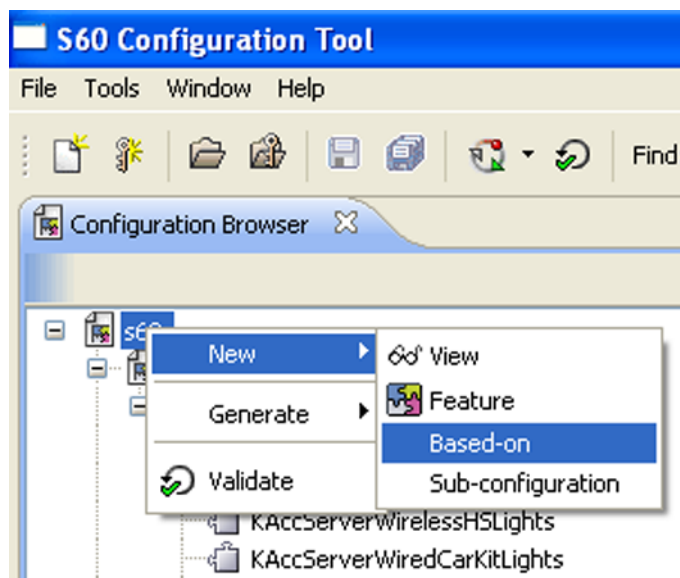 S60 Configuration Tool
File Tools Window Help
Find
Configuration Browser
s60
New
View
Feature
Generate
Based-on
Validate
Sub-configuration
KAccServerWirelessHSLights
KAccServerWiredCarKitLights